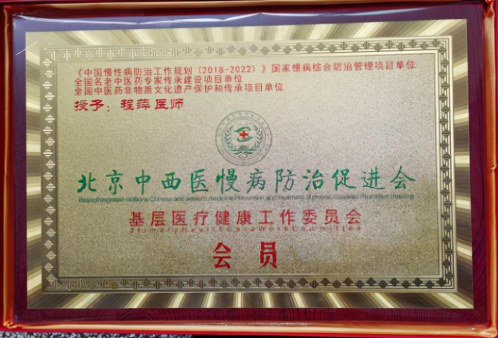 《中国慢性病防治工作规划（2018-2022）》国家慢病综合防治管理项目单位
全国名老中医药专家传承建设项目单位
全国中医药非物质文化遗产保护和传承项目单位
授予：程萍医师
北京中西医慢病防治促进会
基层医疗健康工作委员会
会员